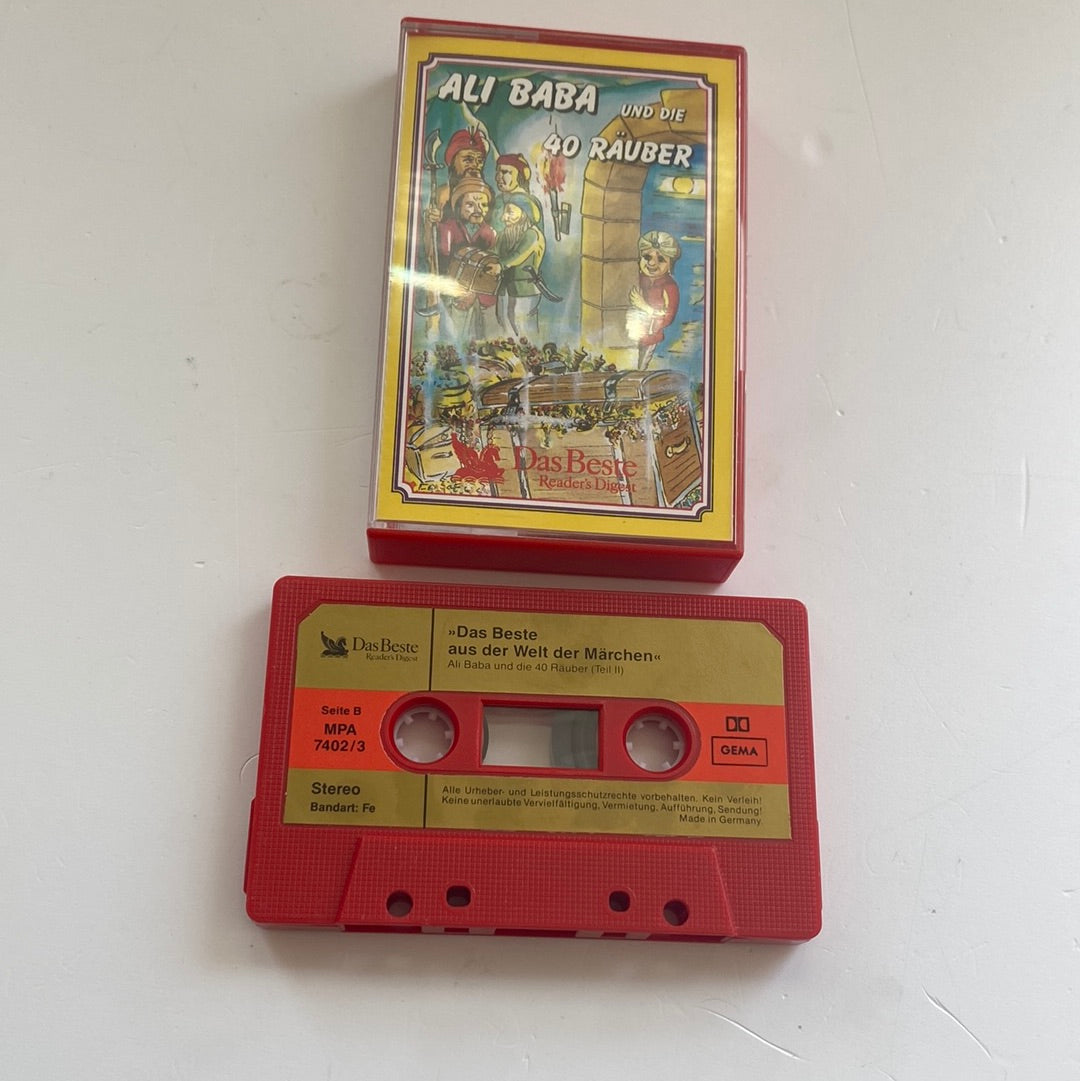 ALI BABA UND DIE
40 RÄUBER
Das Beste
Reader's Digest
Das Beste
Reader's Digest
»Das Beste
aus der Welt der Märchen«
Ali Baba und die 40 Räuber (Teil II)
Seite B
MPA
7402/3
GEMA
Stereo
Bandart: Fe
Alle Urheber- und Leistungsschutzrechte vorbehalten. Kein Verleih!
Keine unerlaubte Vervielfältigung, Vermietung, Aufführung, Sendung!
Made in Germany.